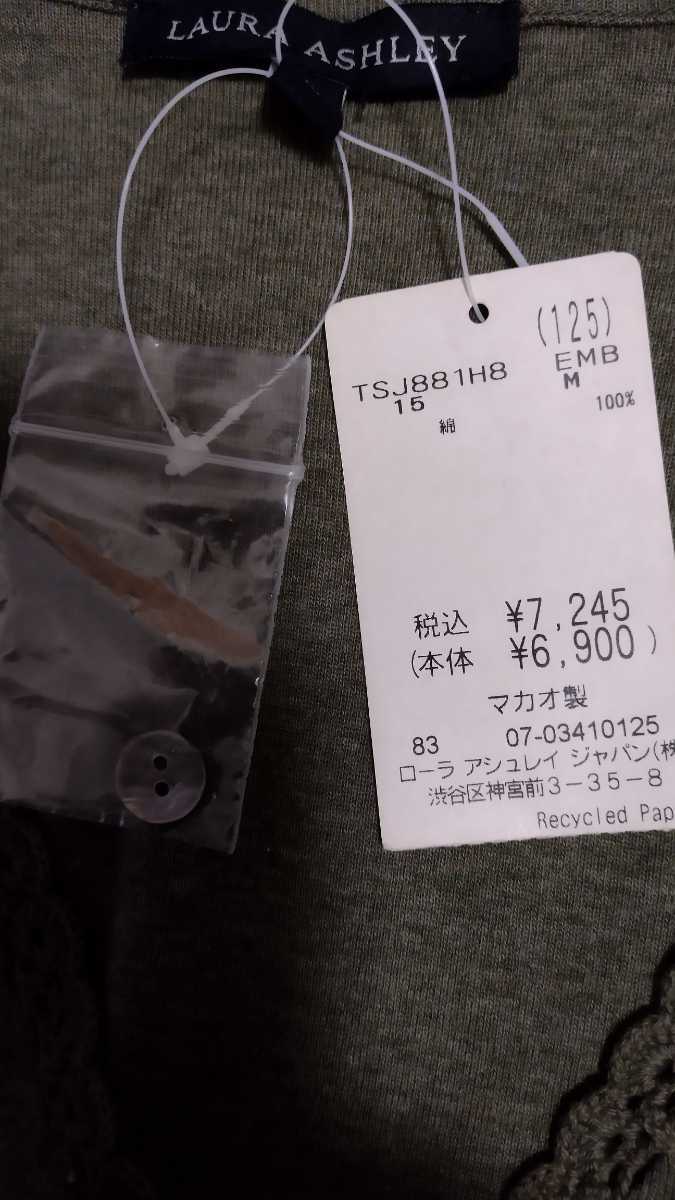 LAURA ASHLEY
(125)
TSJ881H8 EMB
15 M
綿 100%
税込 ¥7,245
(本体 ¥6,900)
マカオ製
83 07-03410125
ローラ アシュレイ ジャパン(株
渋谷区神宮前3-35-8
Recycled Pap